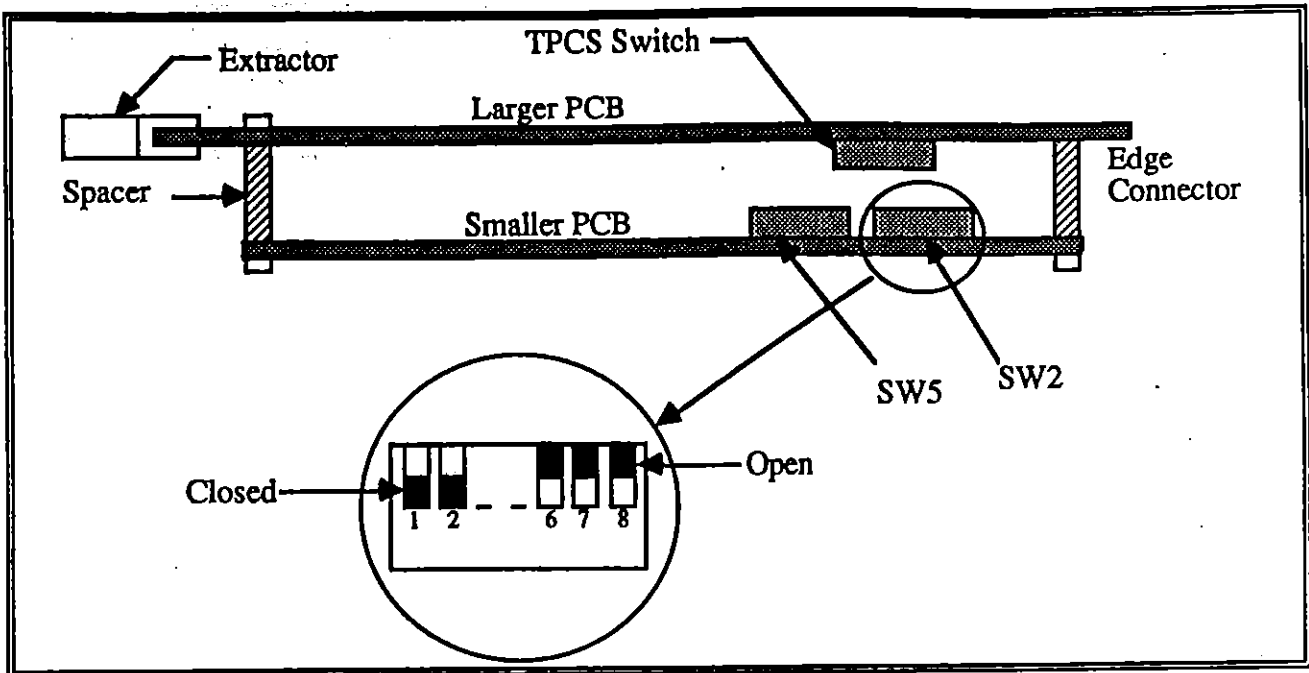 TPCS Switch
Extractor
Larger PCB
Edge
Connector
Spacer
Smaller PCB
SW5
SW2
Closed
Open
1 2 – – 6 7 8